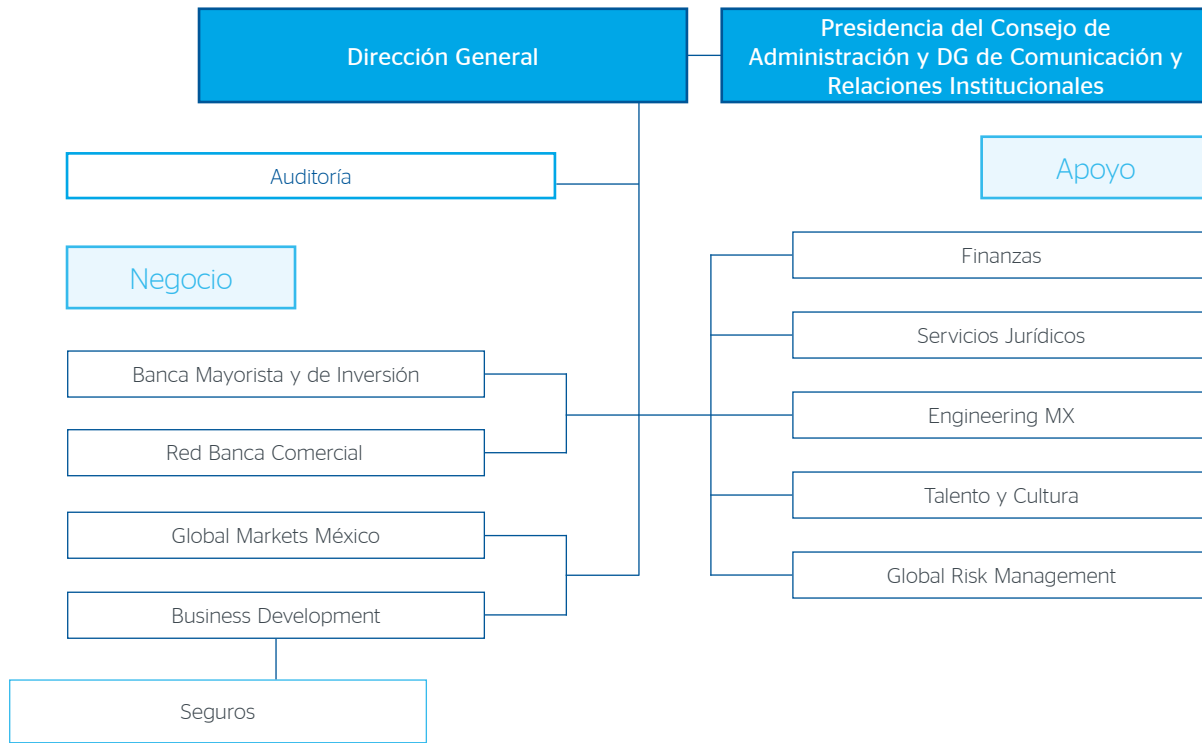 Dirección General
Presidencia del Consejo de
Administración y DG de Comunicación y
Relaciones Institucionales
Auditoría
Apoyo
Negocio
Finanzas
Servicios Jurídicos
Banca Mayorista y de Inversión
Engineering MX
Red Banca Comercial
Talento y Cultura
Global Markets México
Global Risk Management
Business Development
Seguros